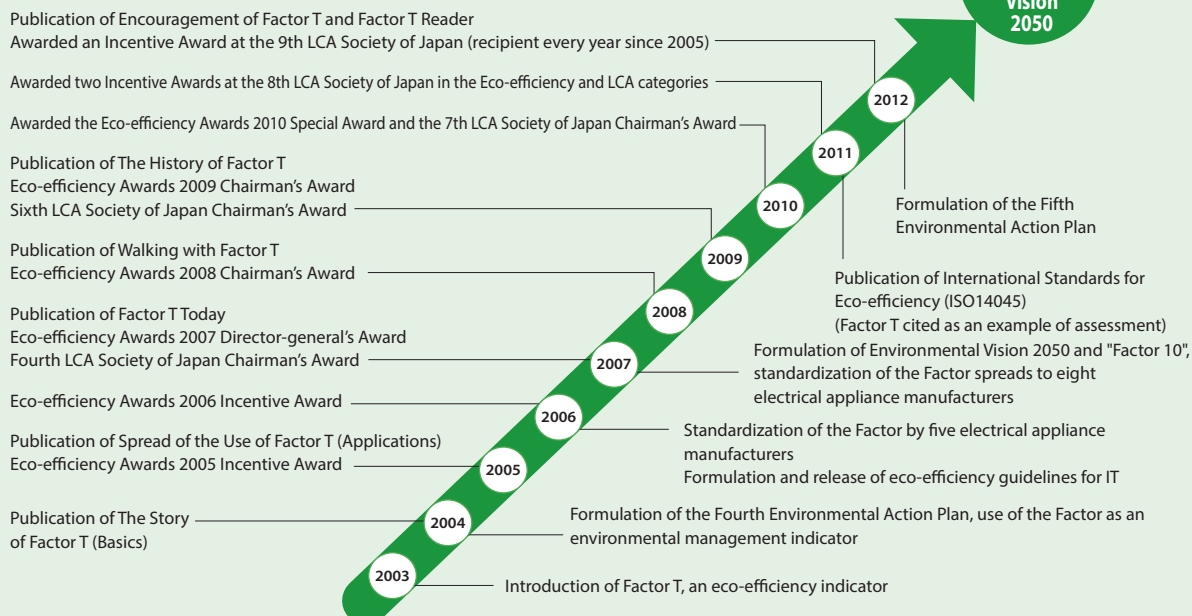 Vision
2050
Publication of Encouragement of Factor T and Factor T Reader
Awarded an Incentive Award at the 9th LCA Society of Japan (recipient every year since 2005)
Awarded two Incentive Awards at the 8th LCA Society of Japan in the Eco-efficiency and LCA categories
Awarded the Eco-efficiency Awards 2010 Special Award and the 7th LCA Society of Japan Chairman's Award
Publication of The History of Factor T
Eco-efficiency Awards 2009 Chairman's Award
Sixth LCA Society of Japan Chairman's Award
Publication of Walking with Factor T
Eco-efficiency Awards 2008 Chairman's Award
Publication of Factor T Today
Eco-efficiency Awards 2007 Director-general's Award
Fourth LCA Society of Japan Chairman's Award
Eco-efficiency Awards 2006 Incentive Award
Publication of Spread of the Use of Factor T (Applications)
Eco-efficiency Awards 2005 Incentive Award
Publication of The Story
of Factor T (Basics)
2012
2011
2010
2009
2008
2007
2006
2005
2004
2003
Formulation of the Fifth
Environmental Action Plan
Publication of International Standards for
Eco-efficiency (ISO14045)
(Factor T cited as an example of assessment)
Formulation of Environmental Vision 2050 and "Factor 10",
standardization of the Factor spreads to eight
electrical appliance manufacturers
Standardization of the Factor by five electrical appliance
manufacturers
Formulation and release of eco-efficiency guidelines for IT
Formulation of the Fourth Environmental Action Plan, use of the Factor as an
environmental management indicator
Introduction of Factor T, an eco-efficiency indicator